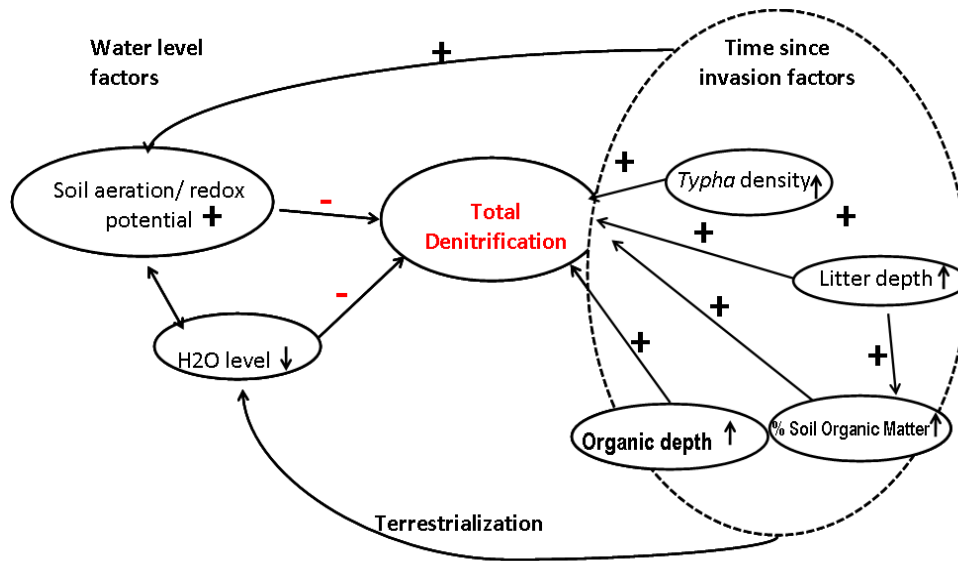 Water level
factors
+
Time since
invasion factors
Soil aeration/ redox
potential +
-
Total
Denitrification
+
Typha density↑
+
+
Litter depth↑
-
H2O level ↓
+
+
+
Organic depth ↑
% Soil Organic Matter↑
Terrestrialization